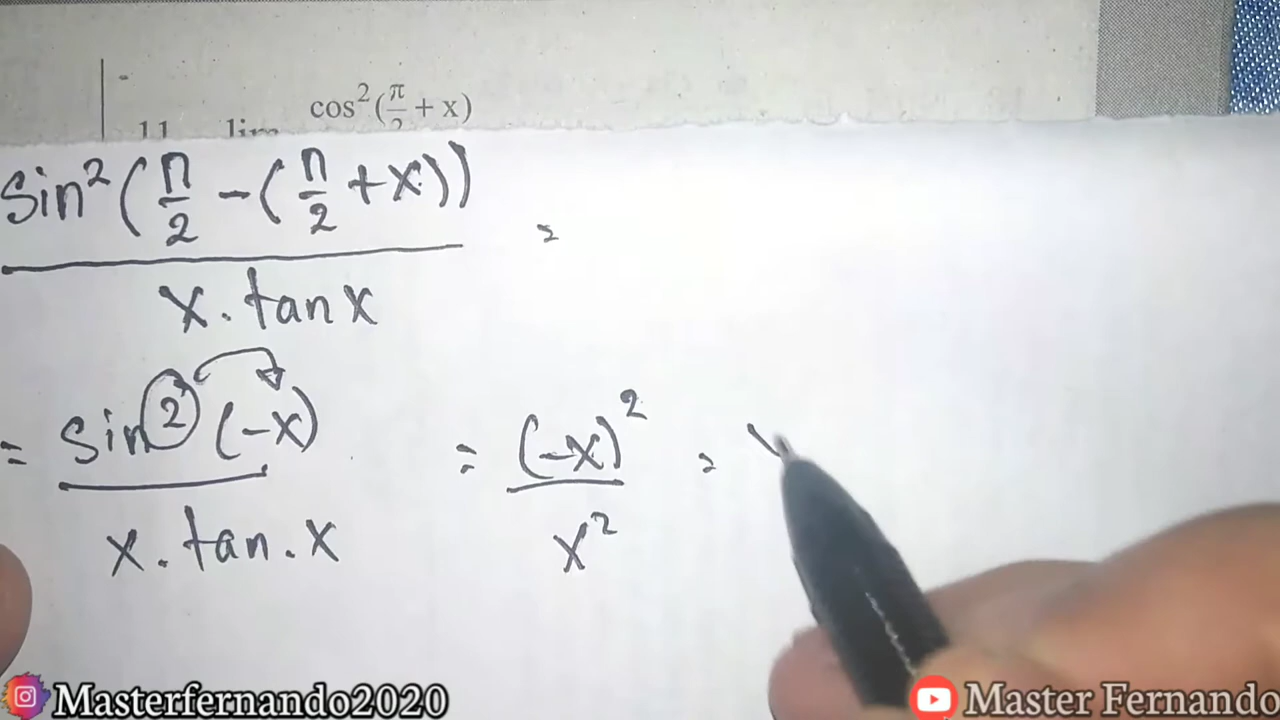 cos²(π/2 + x)
11 lim
sin²(π/2 - (π/2 + x)) / x . tan x =
= sin²(-x) / x . tan . x = (-x)² / x² =
Masterfernando2020
Master Fernando